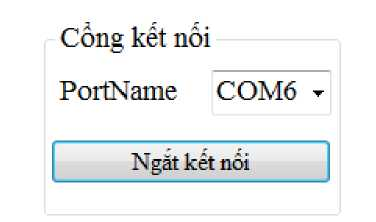 Cổng kết nối
PortName COM6
Ngắt kết nối